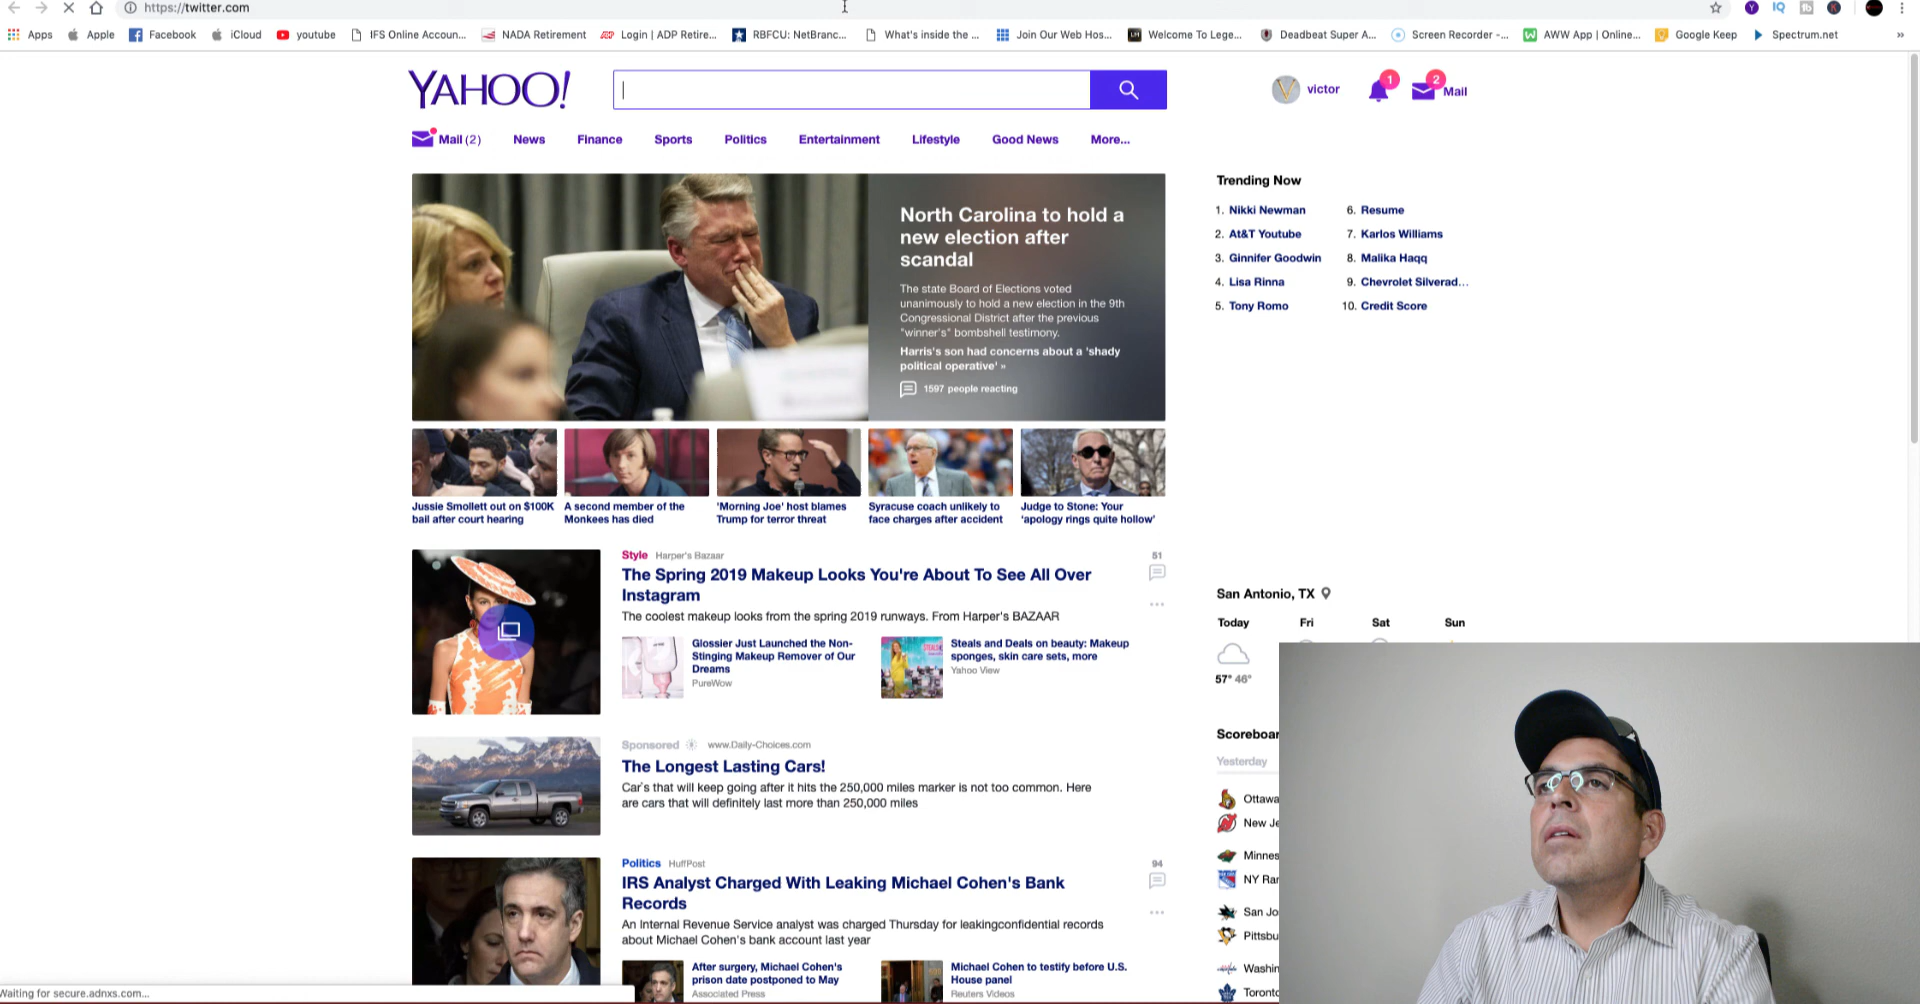 https://twitter.com
Apps Apple Facebook iCloud youtube IFS Online Accoun... NADA Retirement Login | ADP Retire... RBFCU: NetBranc... What's inside the ... Join Our Web Hos... Welcome To Lege... Deadbeat Super A... Screen Recorder -... AWW App | Online... Google Keep Spectrum.net »
YAHOO!
victor 1 2 Mail
Mail (2) News Finance Sports Politics Entertainment Lifestyle Good News More...
North Carolina to hold a
new election after
scandal
The state Board of Elections voted
unanimously to hold a new election in the 9th
Congressional District after the previous
"winner's" bombshell testimony.
Harris's son had concerns about a 'shady
political operative' »
1597 people reacting
Trending Now
1. Nikki Newman
2. At&T Youtube
3. Ginnifer Goodwin
4. Lisa Rinna
5. Tony Romo
6. Resume
7. Karlos Williams
8. Malika Haqq
9. Chevrolet Silverad...
10. Credit Score
Jussie Smollett out on $100K
bail after court hearing
A second member of the
Monkees has died
'Morning Joe' host blames
Trump for terror threat
Syracuse coach unlikely to
face charges after accident
Judge to Stone: Your
'apology rings quite hollow'
Style Harper's Bazaar
51
The Spring 2019 Makeup Looks You're About To See All Over
Instagram
The coolest makeup looks from the spring 2019 runways. From Harper's BAZAAR
Glossier Just Launched the Non-
Stinging Makeup Remover of Our
Dreams
PureWow
Steals and Deals on beauty: Makeup
sponges, skin care sets, more
Yahoo View
San Antonio, TX
Today Fri Sat Sun
57° 46°
Sponsored www.Daily-Choices.com
The Longest Lasting Cars!
Car's that will keep going after it hits the 250,000 miles marker is not too common. Here
are cars that will definitely last more than 250,000 miles
Scoreboar
Yesterday
Ottawa
New Je
Minnes
NY Ran
San Jo
Pittsbu
Washin
Toronto
Politics HuffPost
94
IRS Analyst Charged With Leaking Michael Cohen's Bank
Records
An Internal Revenue Service analyst was charged Thursday for leakingconfidential records
about Michael Cohen's bank account last year
After surgery, Michael Cohen's
prison date postponed to May
Associated Press
Michael Cohen to testify before U.S.
House panel
Reuters Videos
Waiting for secure.adnxs.com...